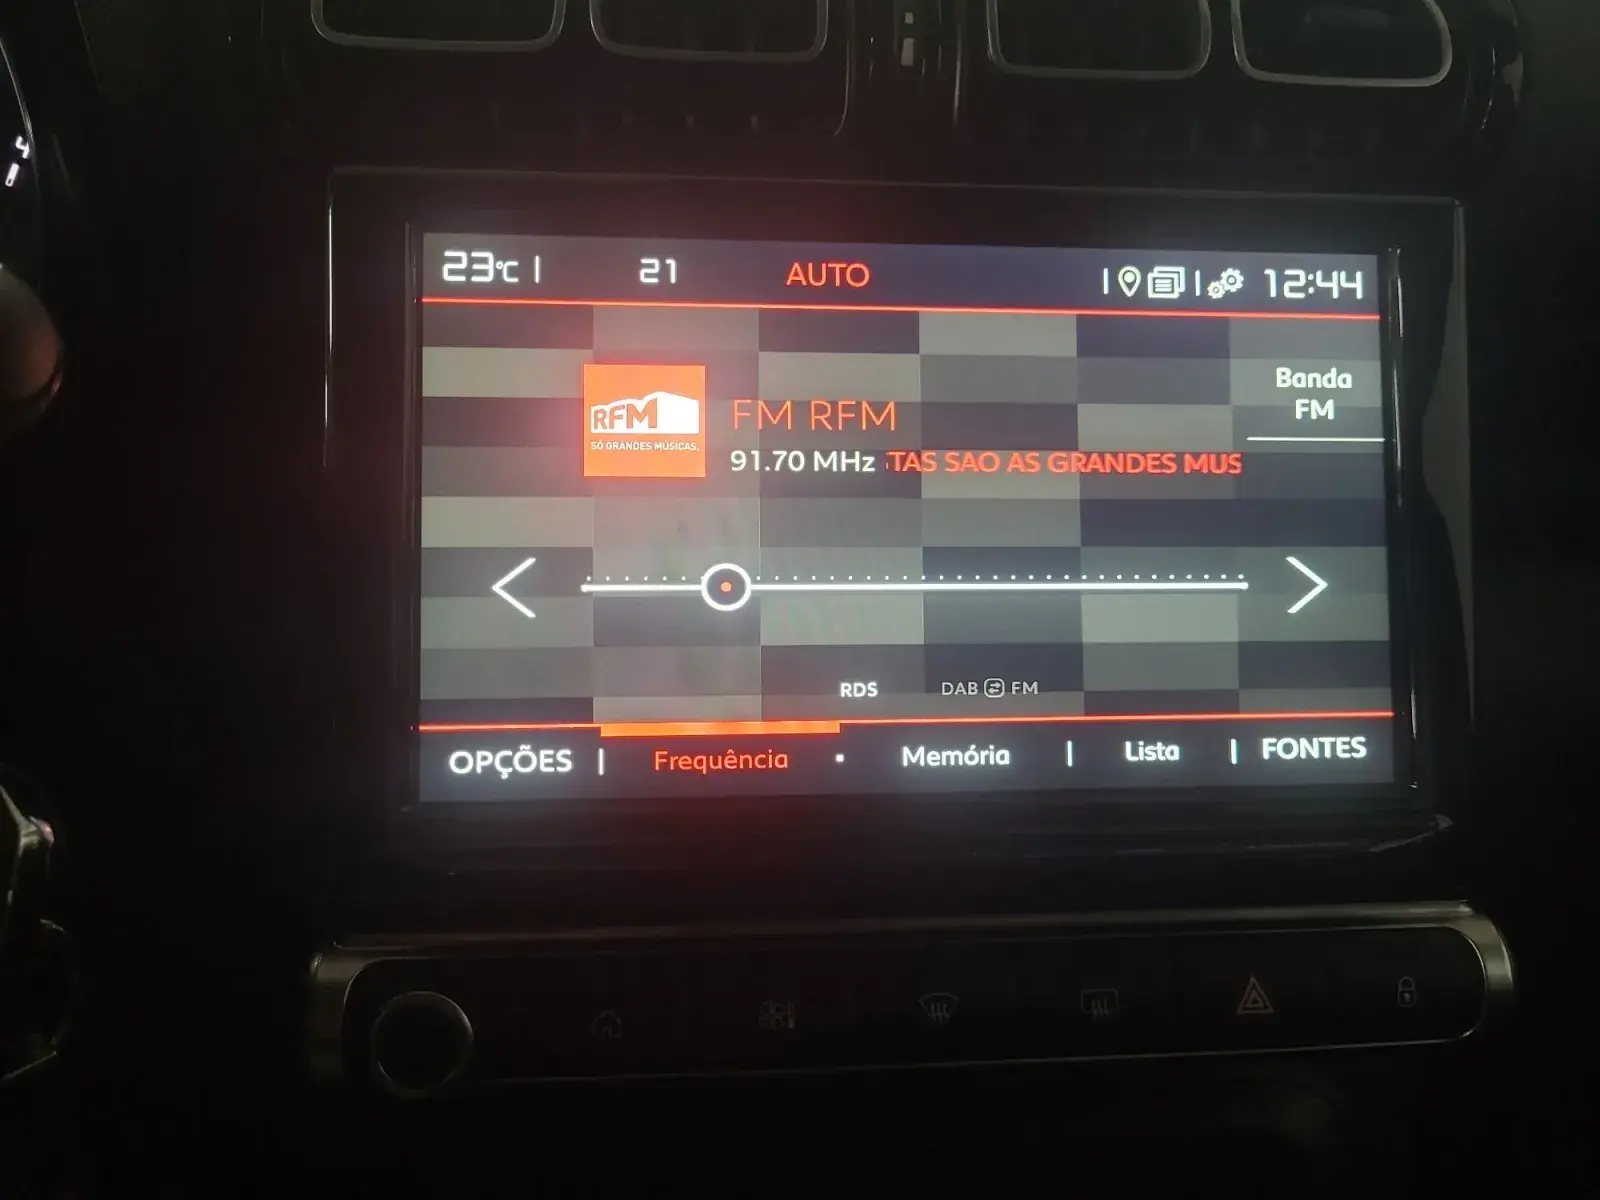 23°C
21
AUTO
12:44
Banda
FM
RFM
SÓ GRANDES MÚSICAS.
FM RFM
91.70 MHz
TAS SAO AS GRANDES MUS
RDS
DAB FM
OPÇÕES
Frequência
Memória
Lista
FONTES
4